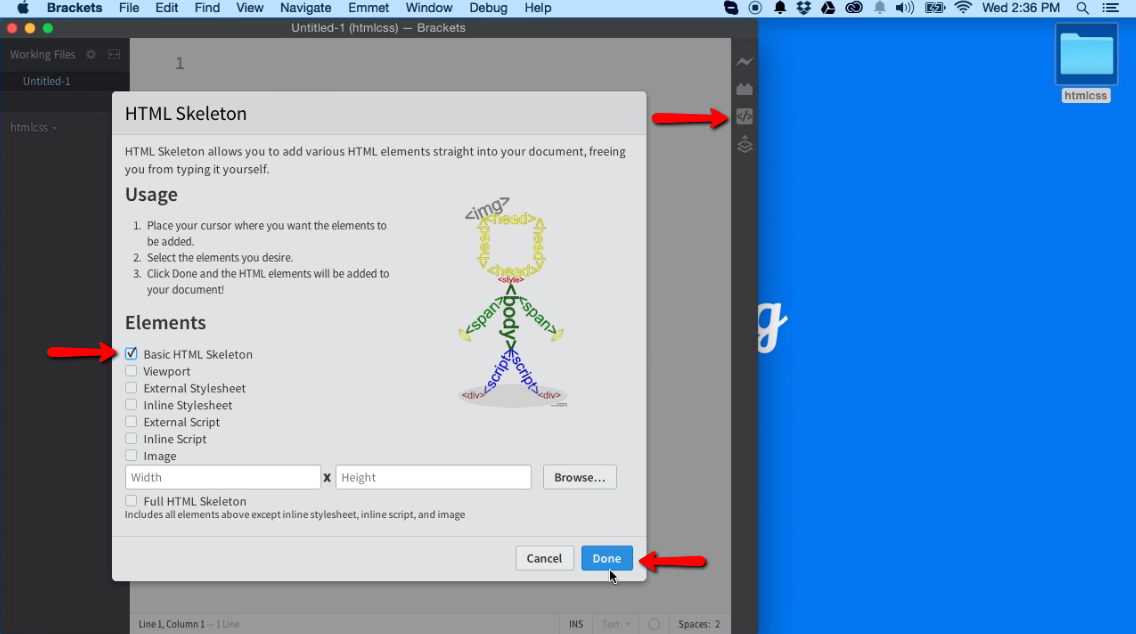 Brackets File Edit Find View Navigate Emmet Window Debug Help Wed 2:36 PM
Untitled-1 (htmlcss) — Brackets
Working Files
Untitled-1
htmlcss
1
htmlcss
HTML Skeleton
HTML Skeleton allows you to add various HTML elements straight into your document, freeing
you from typing it yourself.
Usage
1. Place your cursor where you want the elements to
be added.
2. Select the elements you desire.
3. Click Done and the HTML elements will be added to
your document!
<img>
<head>
<head>
<head>
<head>
<style>
<body>
<span>
<span>
<script>
<script>
<div>
<div>
Elements
Basic HTML Skeleton
Viewport
External Stylesheet
Inline Stylesheet
External Script
Inline Script
Image
Width x Height Browse...
Full HTML Skeleton
Includes all elements above except inline stylesheet, inline script, and image
Cancel Done
g
Line 1, Column 1 — 1 Line INS Text Spaces: 2